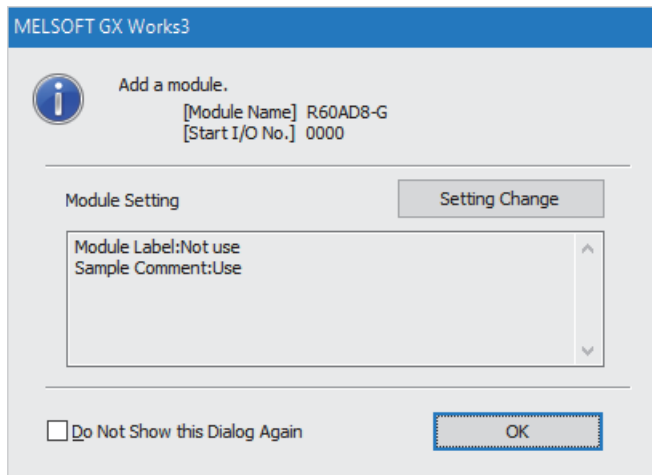 MELSOFT GX Works3
Add a module.
[Module Name] R60AD8-G
[Start I/O No.] 0000
Module Setting
Setting Change
Module Label:Not use
Sample Comment:Use
Do Not Show this Dialog Again
OK